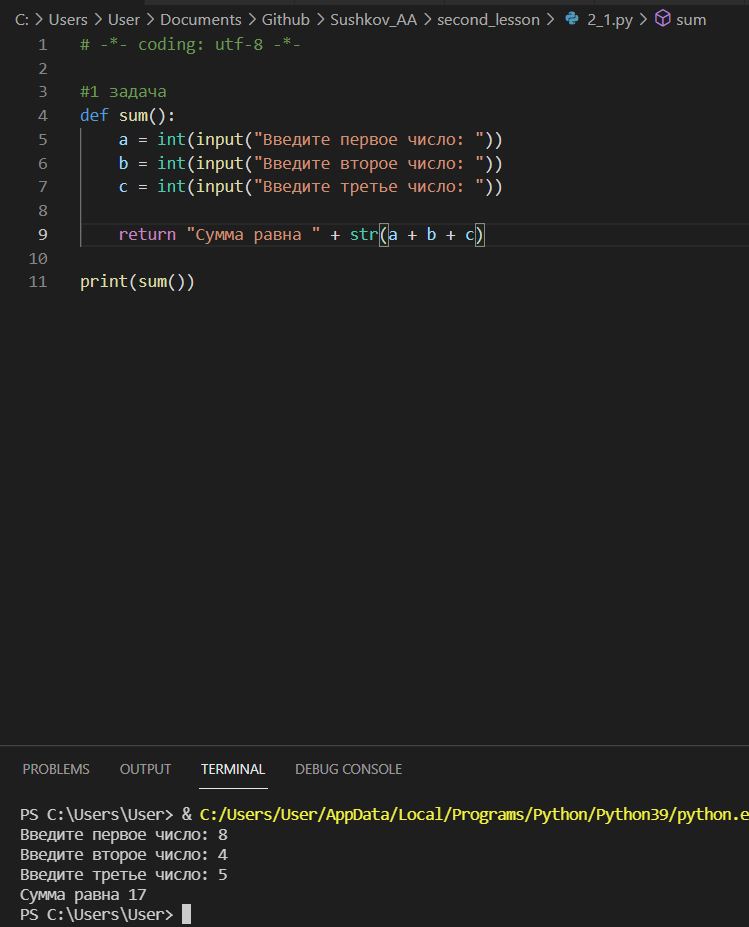 C: > Users > User > Documents > Github > Sushkov_AA > second_lesson > 2_1.py > sum
1 # -*- coding: utf-8 -*-
2
3 #1 задача
4 def sum():
5 a = int(input("Введите первое число: "))
6 b = int(input("Введите второе число: "))
7 c = int(input("Введите третье число: "))
8
9 return "Сумма равна " + str(a + b + c)
10
11 print(sum())
PROBLEMS OUTPUT TERMINAL DEBUG CONSOLE
PS C:\Users\User> & C:/Users/User/AppData/Local/Programs/Python/Python39/python.e
Введите первое число: 8
Введите второе число: 4
Введите третье число: 5
Сумма равна 17
PS C:\Users\User>